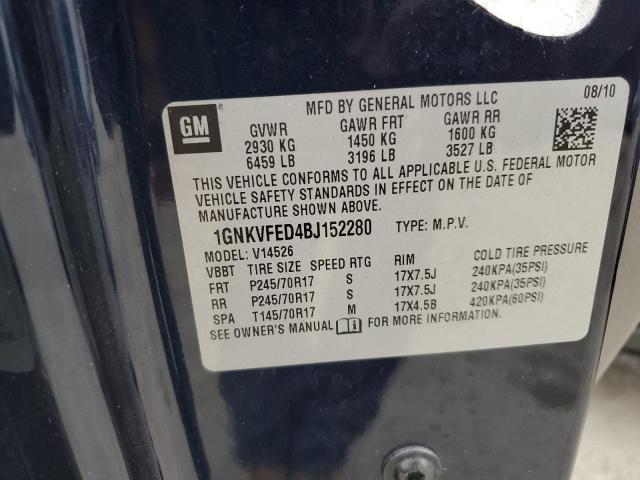 MFD BY GENERAL MOTORS LLC 08/10
GM
GVWR GAWR FRT GAWR RR
2930 KG 1450 KG 1600 KG
6459 LB 3196 LB 3527 LB
THIS VEHICLE CONFORMS TO ALL APPLICABLE U.S. FEDERAL MOTOR
VEHICLE SAFETY STANDARDS IN EFFECT ON THE DATE OF
MANUFACTURE SHOWN ABOVE.
1GNKVFED4BJ152280 TYPE: M.P.V.
MODEL: V14526
VBBT TIRE SIZE SPEED RTG RIM COLD TIRE PRESSURE
FRT P245/70R17 S 17X7.5J 240KPA(35PSI)
RR P245/70R17 S 17X7.5J 240KPA(35PSI)
SPA T145/70R17 M 17X4.5B 420KPA(60PSI)
SEE OWNER'S MANUAL FOR MORE INFORMATION.